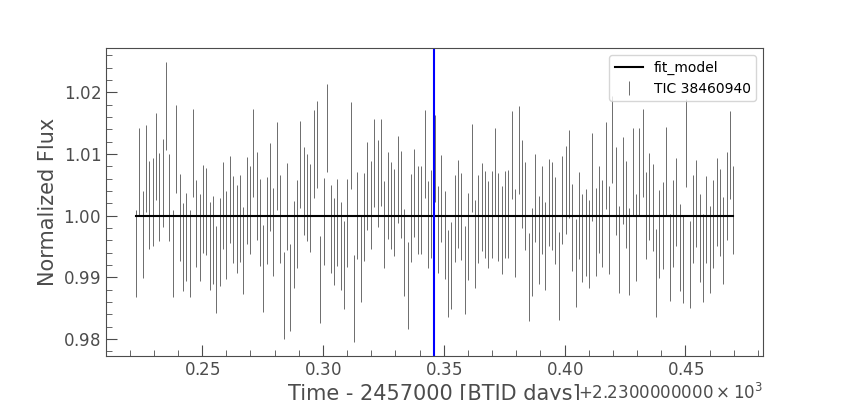 fit_model
TIC 38460940
Normalized Flux
1.02
1.01
1.00
0.99
0.98
0.25
0.30
0.35
0.40
0.45
Time - 2457000 [BTJD days]
+2.2300000000 × 10³